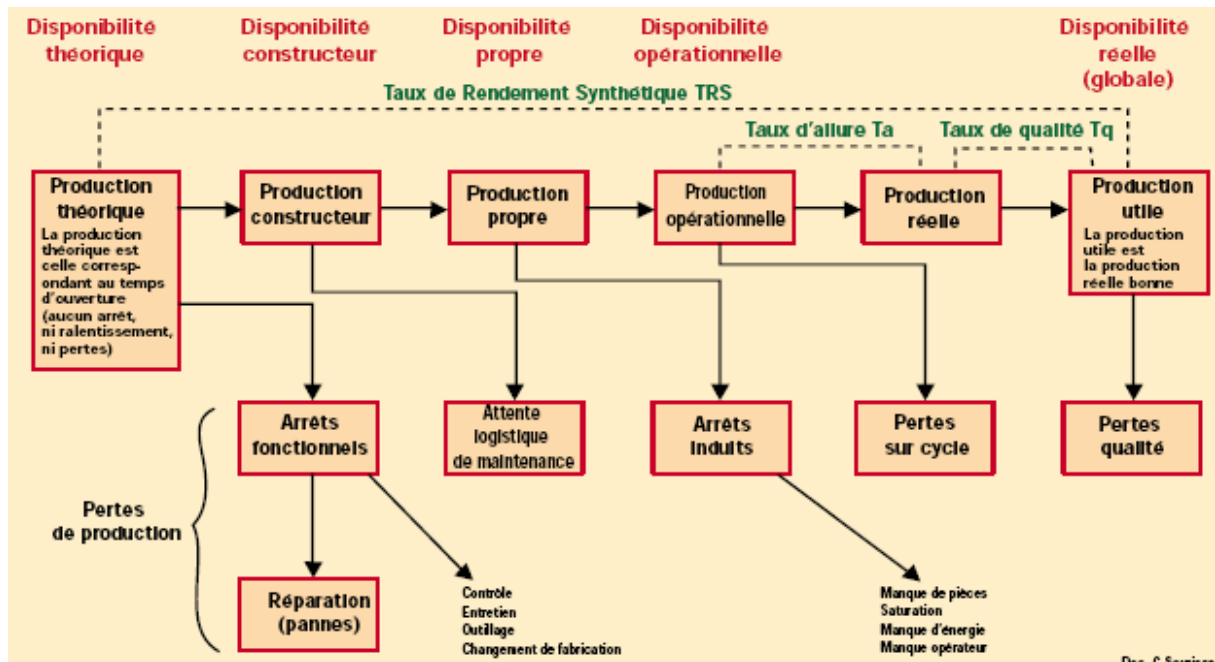 Disponibilité
théorique
Disponibilité
constructeur
Disponibilité
propre
Disponibilité
opérationnelle
Disponibilité
réelle
(globale)
Taux de Rendement Synthétique TRS
Taux d'allure Ta
Taux de qualité Tq
Production
théorique
La production
théorique est
celle corresp-
ondant au temps
d'ouverture
(aucun arrêt,
ni ralentissement,
ni pertes)
Production
constructeur
Production
propre
Production
opérationnelle
Production
réelle
Production
utile
La production
utile est
la production
réelle bonne
Arrêts
fonctionnels
Attente
logistique
de maintenance
Arrêts
induits
Pertes
sur cycle
Pertes
qualité
Pertes
de production
Réparation
(pannes)
Contrôle
Entretien
Outillage
Changement de fabrication
Manque de pièces
Saturation
Manque d'énergie
Manque opérateur